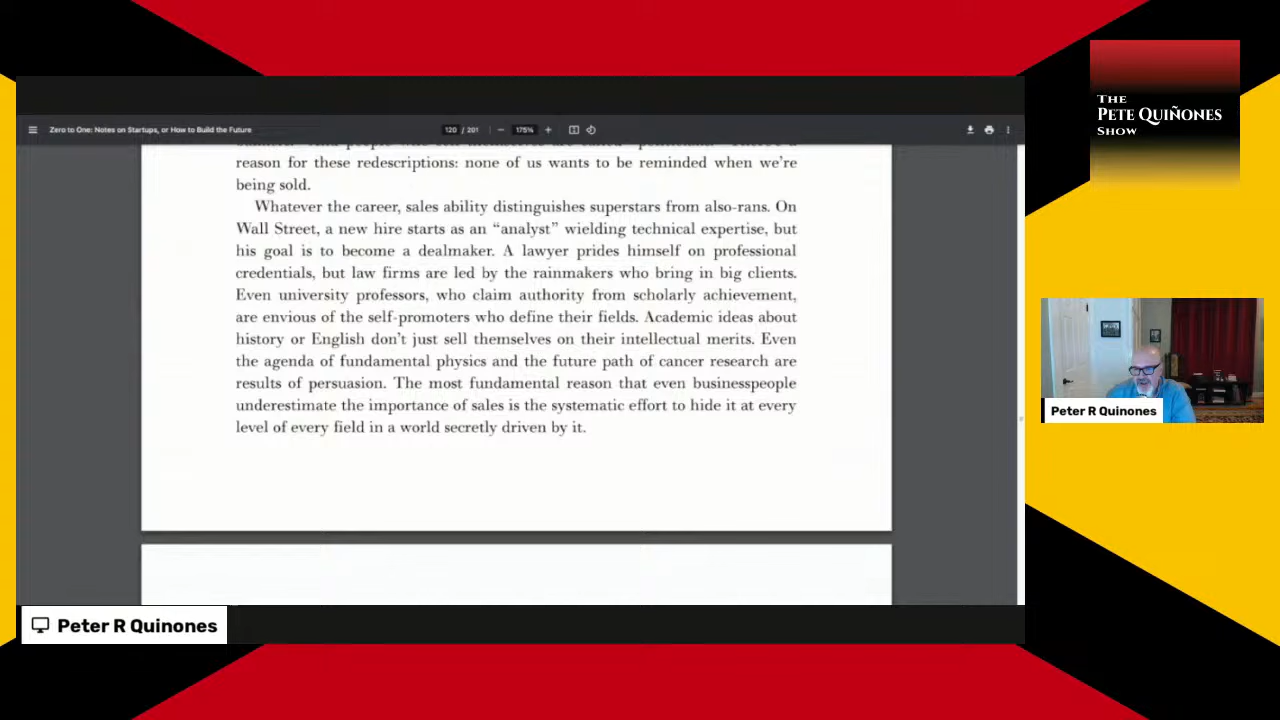 THE
PETE QUIÑONES
SHOW
Zero to One: Notes on Startups, or How to Build the Future
120 / 201
175%
reason for these redescriptions: none of us wants to be reminded when we're
being sold.
Whatever the career, sales ability distinguishes superstars from also-rans. On
Wall Street, a new hire starts as an “analyst” wielding technical expertise, but
his goal is to become a dealmaker. A lawyer prides himself on professional
credentials, but law firms are led by the rainmakers who bring in big clients.
Even university professors, who claim authority from scholarly achievement,
are envious of the self-promoters who define their fields. Academic ideas about
history or English don't just sell themselves on their intellectual merits. Even
the agenda of fundamental physics and the future path of cancer research are
results of persuasion. The most fundamental reason that even businesspeople
underestimate the importance of sales is the systematic effort to hide it at every
level of every field in a world secretly driven by it.
Peter R Quinones
Peter R Quinones